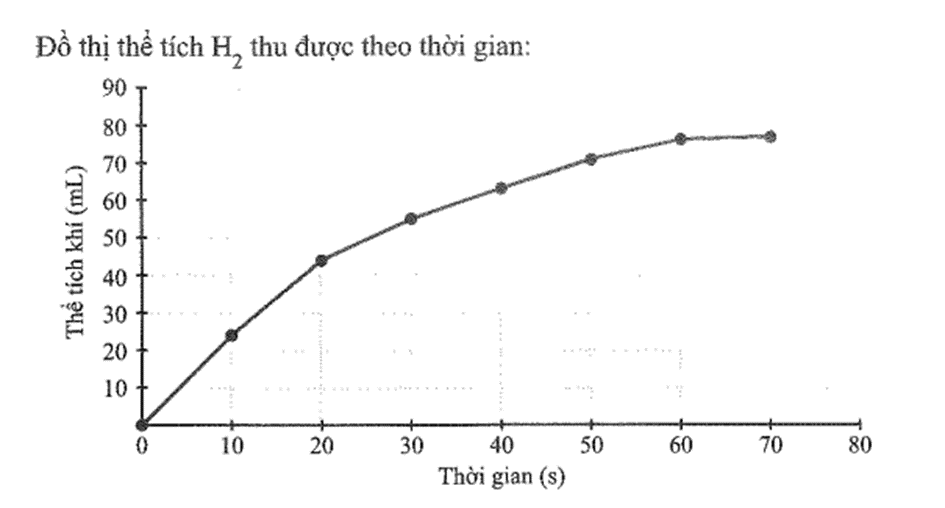 Đồ thị thể tích H₂ thu được theo thời gian:
90
80
70
60
50
40
30
20
10
Thể tích khí (mL)
0 10 20 30 40 50 60 70 80
Thời gian (s)